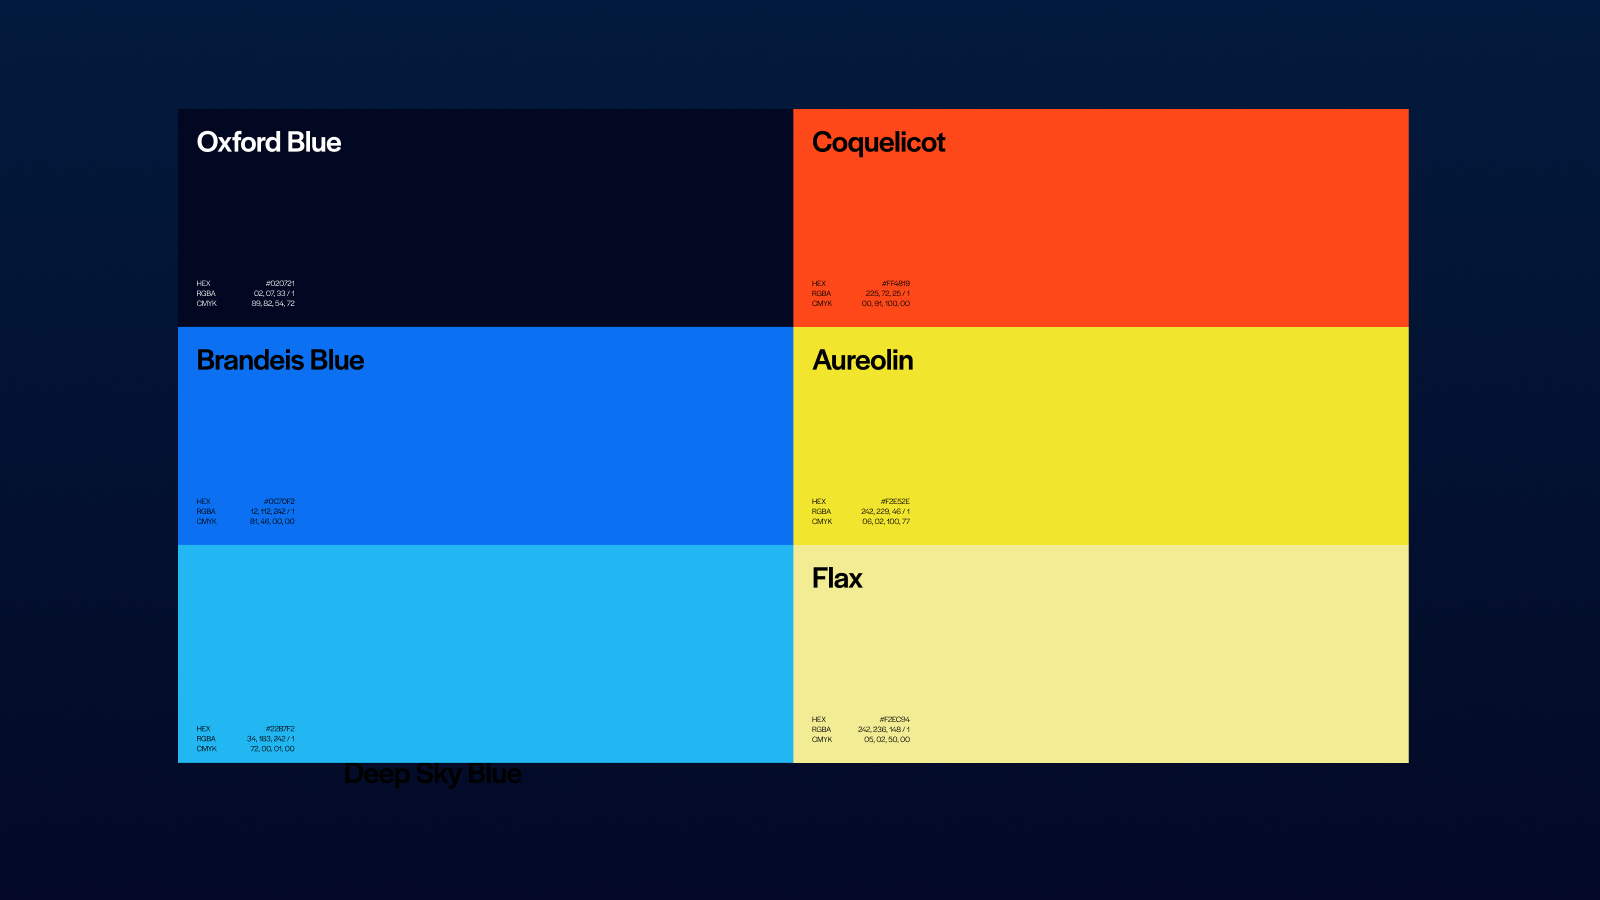 Oxford Blue
HEX #020721
RGBA 02, 07, 33 / 1
CMYK 89, 82, 54, 72
Coquelicot
HEX #FF4819
RGBA 225, 72, 25 / 1
CMYK 00, 91, 100, 00
Brandeis Blue
HEX #0C70F2
RGBA 12, 112, 242 / 1
CMYK 81, 46, 00, 00
Aureolin
HEX #F2E52E
RGBA 242, 229, 46 / 1
CMYK 06, 02, 100, 77
HEX #22B7F2
RGBA 34, 183, 242 / 1
CMYK 72, 00, 01, 00
Deep Sky Blue
Flax
HEX #F2EC94
RGBA 242, 236, 148 / 1
CMYK 05, 02, 50, 00